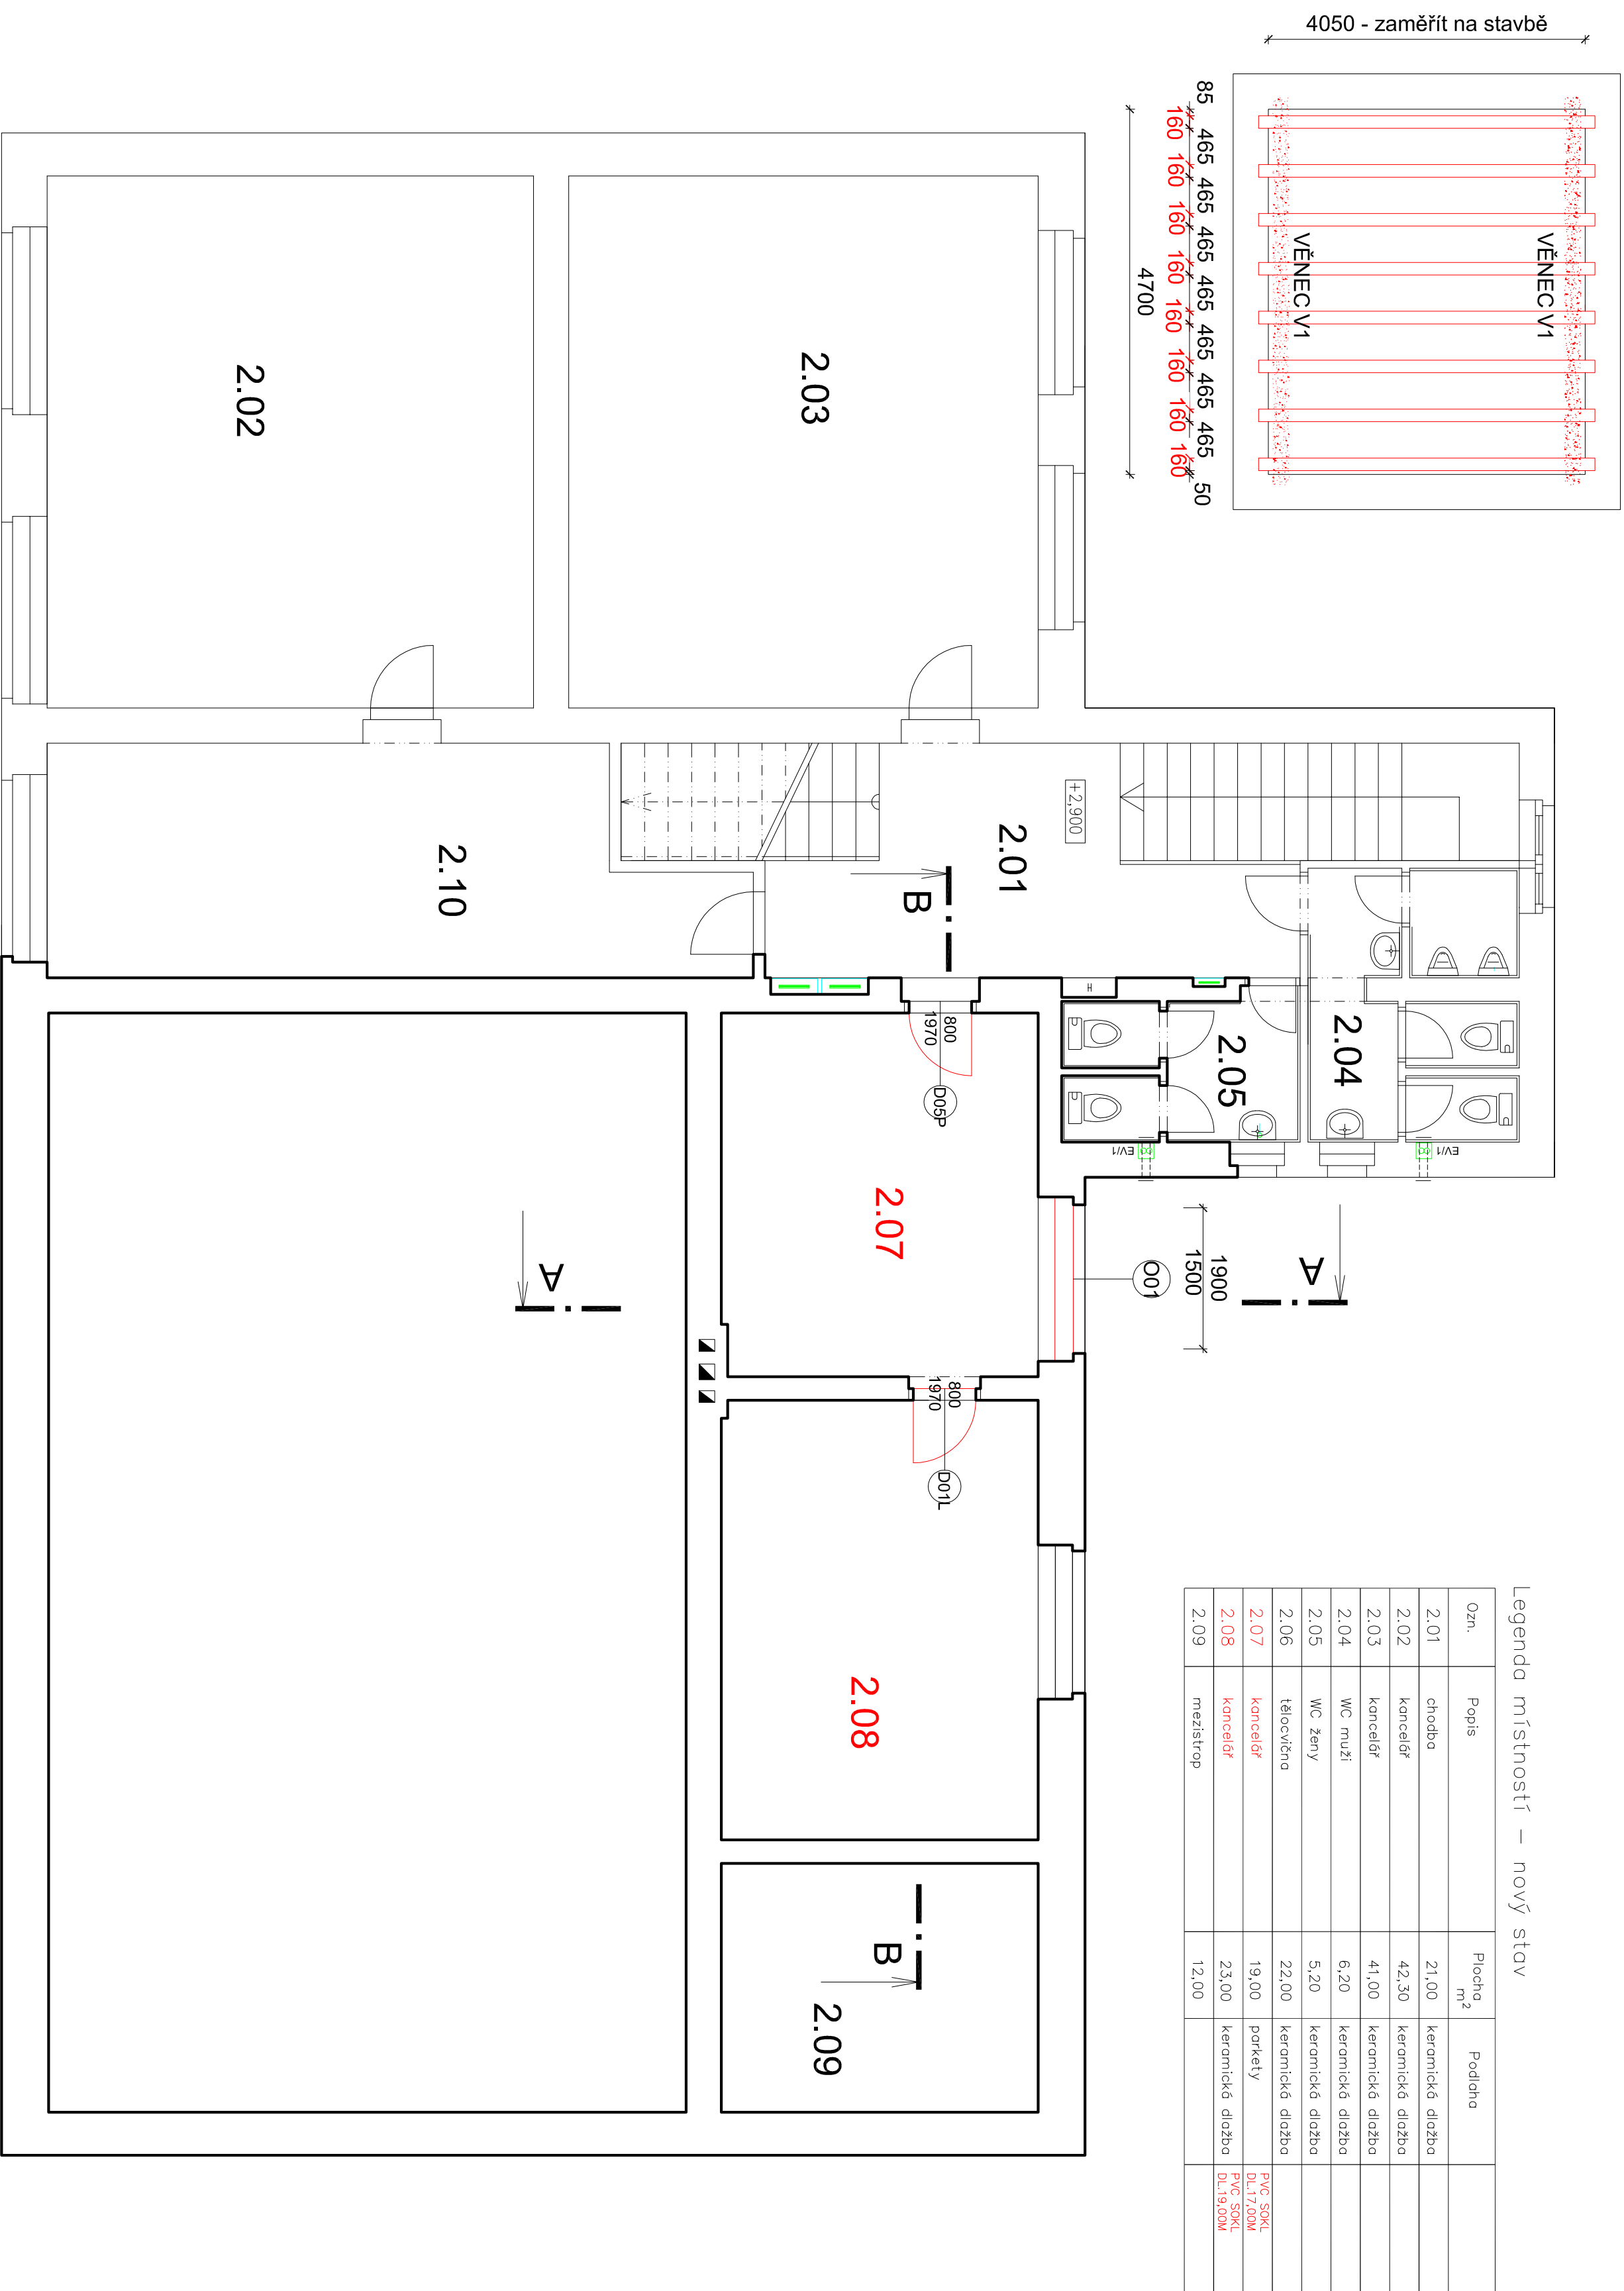 4050 - zaměřít na stavbě
VĚNEC V1
VĚNEC V1
85 465 465 465 465 465 465 465 50
160 160 160 160 160 160 160 160
4700
2.02
2.03
2.01
+2,900
2.10
B
2.04
2.05
H
EV/1
EV/1
800
1970
D05P
2.07
A
A
1900
1500
O01
800
1970
D01L
2.08
B
2.09
Legenda místností – nový stav
Ozn. Popis Plocha m² Podlaha
2.01 chodba 21,00 keramická dlažba
2.02 kancelář 42,30 keramická dlažba
2.03 kancelář 41,00 keramická dlažba
2.04 WC muži 6,20 keramická dlažba
2.05 WC ženy 5,20 keramická dlažba
2.06 tělocvična 22,00 keramická dlažba
2.07 kancelář 19,00 parkety PVC SOKL DL.17,00M
2.08 kancelář 23,00 keramická dlažba PVC SOKL DL.19,00M
2.09 mezistrop 12,00